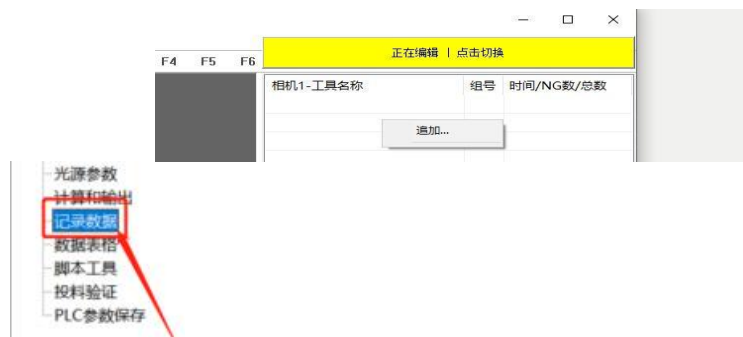 正在编辑 | 点击切换
F4 F5 F6
相机1-工具名称 组号 时间/NG数/总数
追加...
光源参数
计算和输出
记录数据
数据表格
脚本工具
投料验证
PLC参数保存